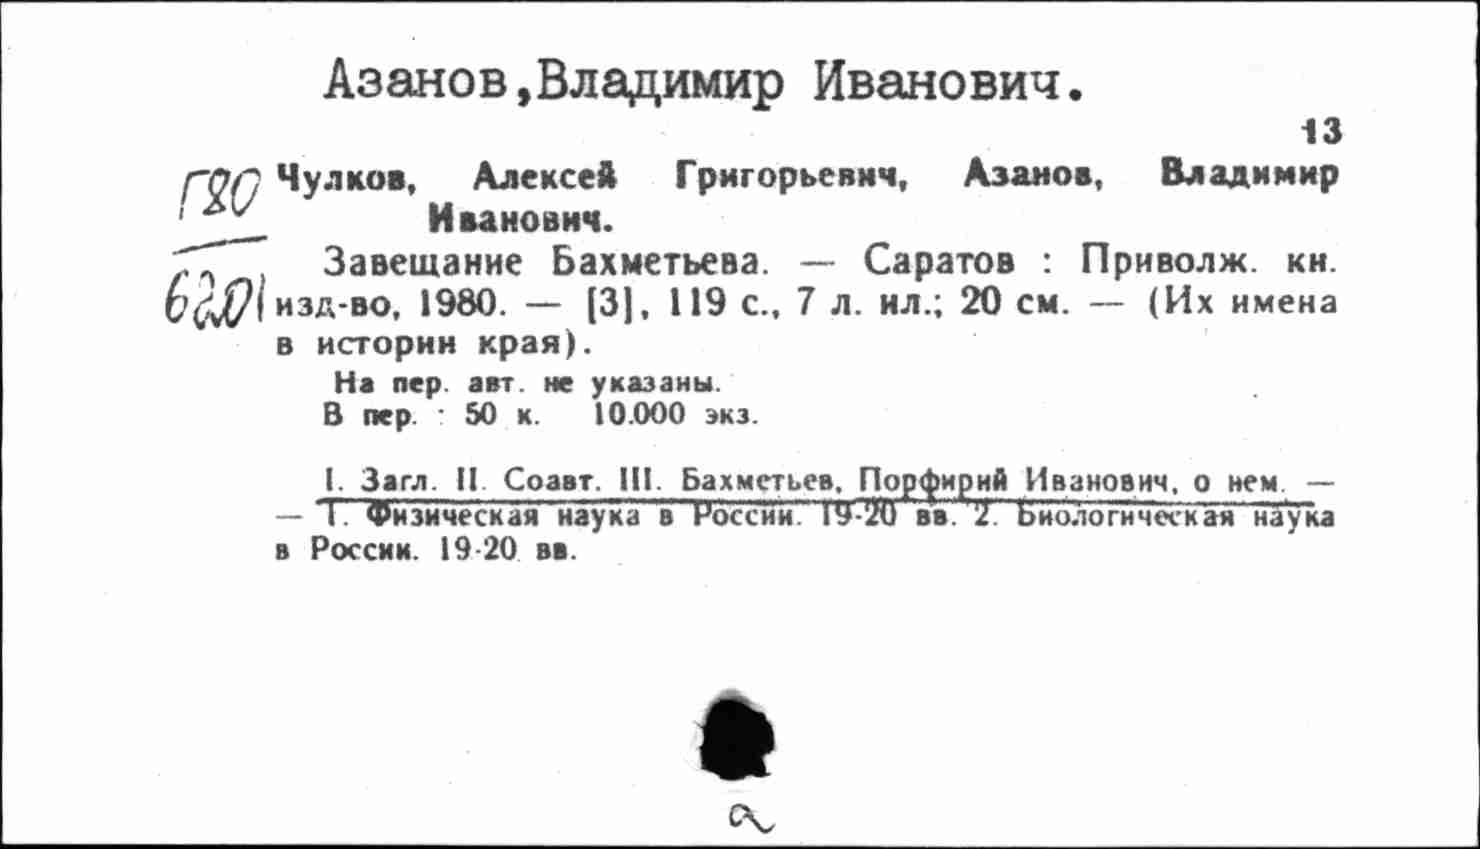 Азанов,Владимир Иванович.
13
Г80 Чулков, Алексей Григорьевич, Азанов, Владимир
Иванович.
Завещание Бахметьева. — Саратов : Приволж. кн.
6201 изд-во, 1980. — [3], 119 с., 7 л. ил.; 20 см. — (Их имена
в истории края).
На пер. авт. не указаны.
В пер. : 50 к. 10.000 экз.
I. Загл. II. Соавт. III. Бахметьев, Порфирий Иванович, о нем. —
— 1. Физическая наука в России. 19-20 вв. 2. Биологическая наука
в России. 19-20 вв.
а